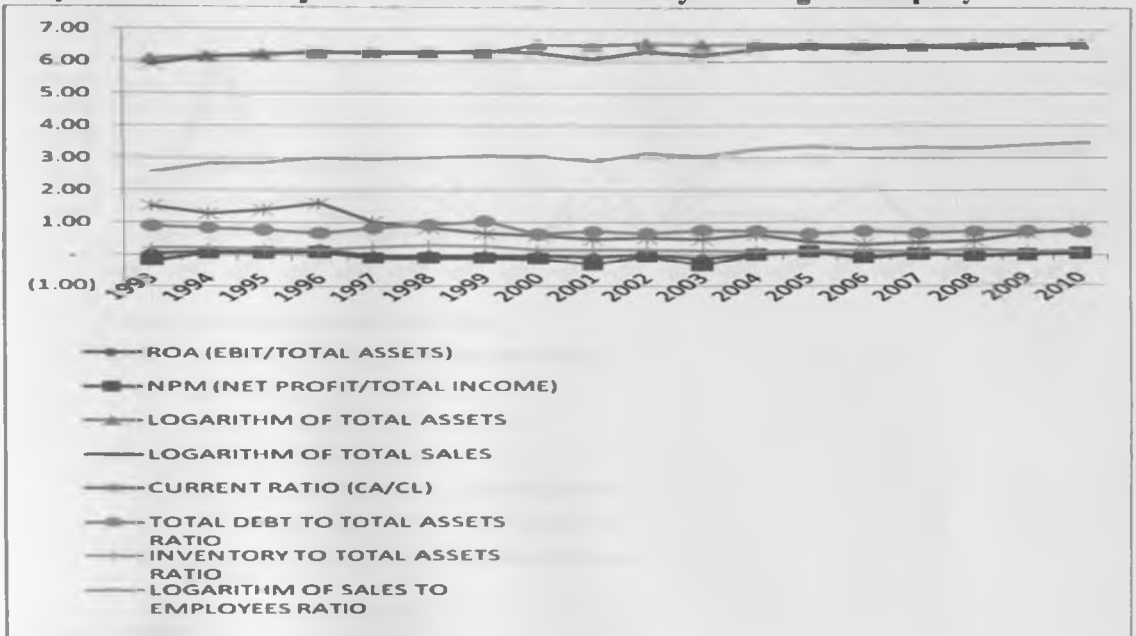 7.00
6.00
5.00
4.00
3.00
2.00
1.00
-
(1.00)
1993 1994 1995 1996 1997 1998 1999 2000 2001 2002 2003 2004 2005 2006 2007 2008 2009 2010
ROA (EBIT/TOTAL ASSETS)
NPM (NET PROFIT/TOTAL INCOME)
LOGARITHM OF TOTAL ASSETS
LOGARITHM OF TOTAL SALES
CURRENT RATIO (CA/CL)
TOTAL DEBT TO TOTAL ASSETS
RATIO
INVENTORY TO TOTAL ASSETS
RATIO
LOGARITHM OF SALES TO
EMPLOYEES RATIO